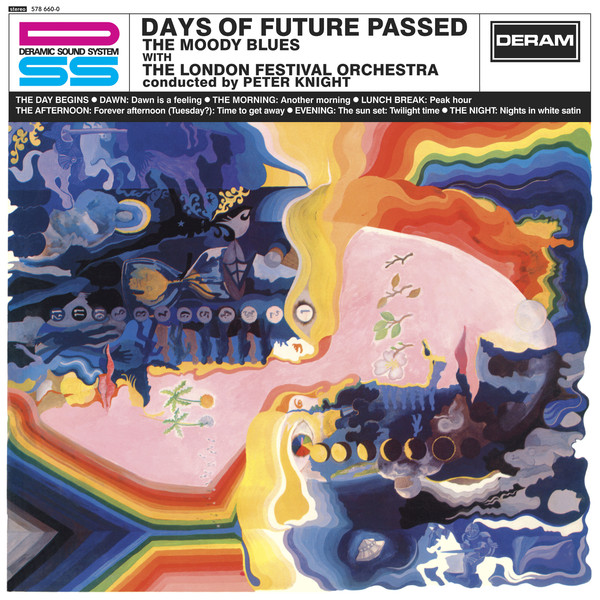 stereo 578 660-0
DSS
DERAMIC SOUND SYSTEM
DAYS OF FUTURE PASSED
THE MOODY BLUES
WITH
THE LONDON FESTIVAL ORCHESTRA
conducted by PETER KNIGHT
DERAM
THE DAY BEGINS ● DAWN: Dawn is a feeling ● THE MORNING: Another morning ● LUNCH BREAK: Peak hour
THE AFTERNOON: Forever afternoon (Tuesday?): Time to get away ● EVENING: The sun set: Twilight time ● THE NIGHT: Nights in white satin